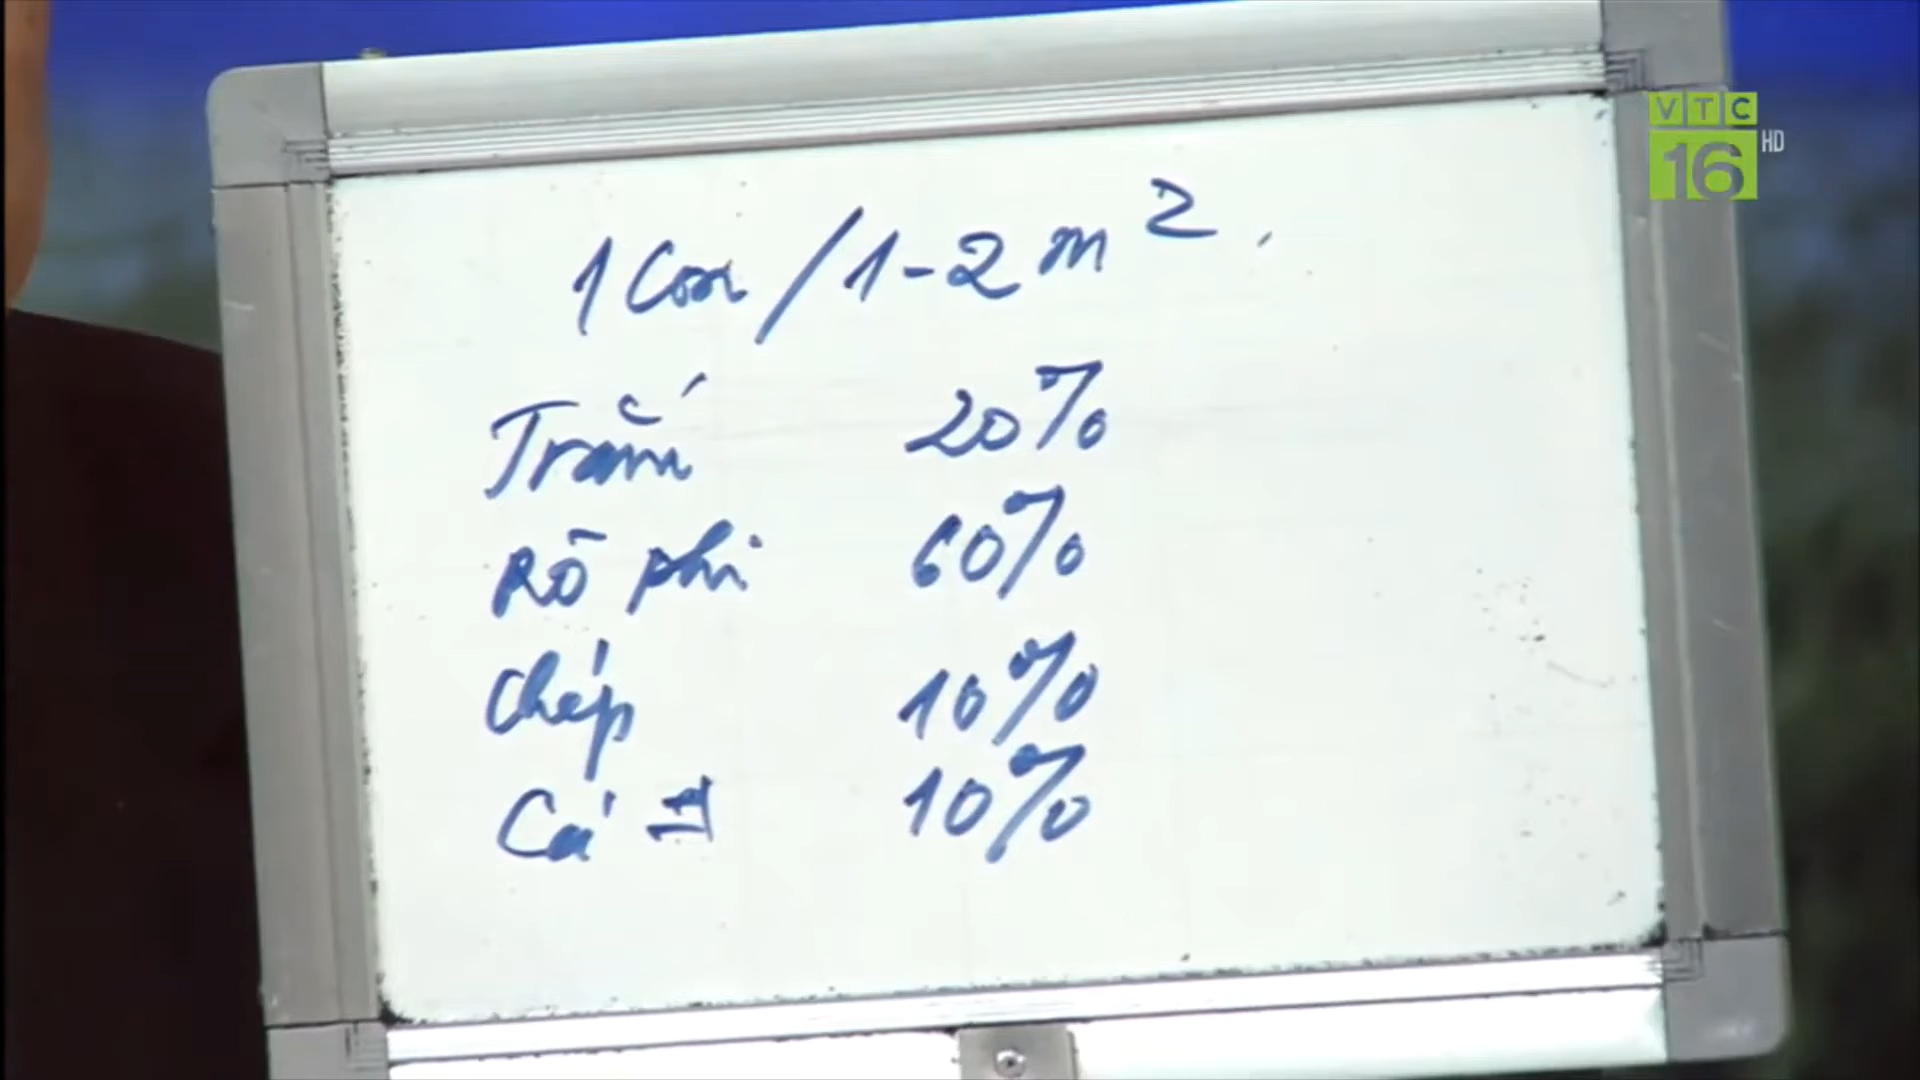 VTC
16 HD
1 Con / 1-2 m²
Trắm 20%
Rô phi 60%
Chép 10%
Cá 10%